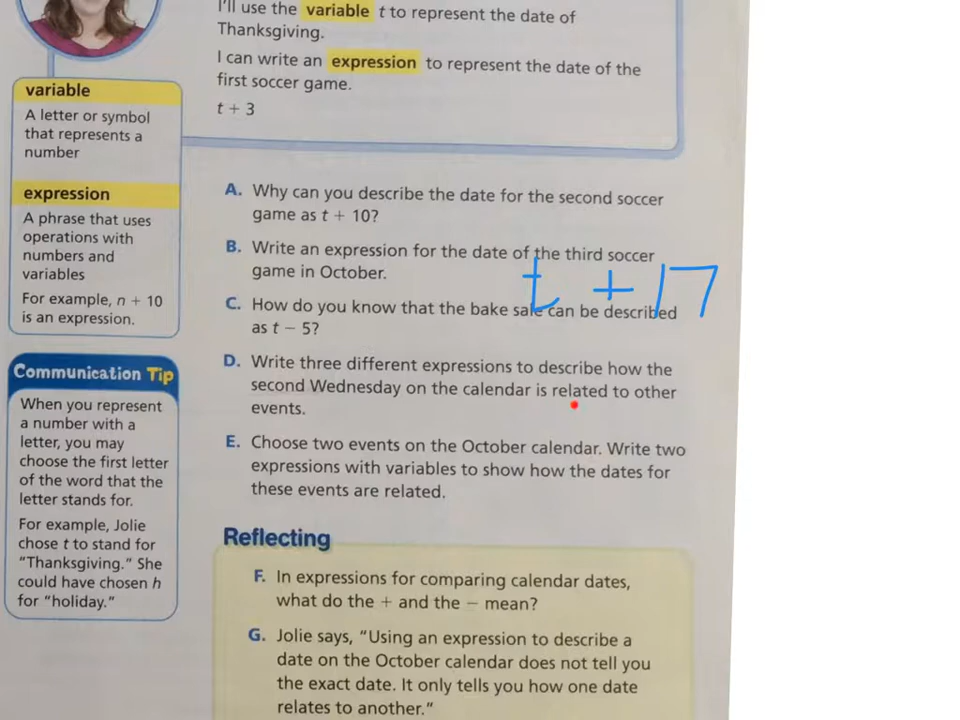 I'll use the variable t to represent the date of
Thanksgiving.
I can write an expression to represent the date of the
first soccer game.
t + 3
variable
A letter or symbol
that represents a
number
expression
A phrase that uses
operations with
numbers and
variables
For example, n + 10
is an expression.
Communication Tip
When you represent
a number with a
letter, you may
choose the first letter
of the word that the
letter stands for.
For example, Jolie
chose t to stand for
"Thanksgiving." She
could have chosen h
for "holiday."
A. Why can you describe the date for the second soccer
game as t + 10?
B. Write an expression for the date of the third soccer
game in October.
t + 17
C. How do you know that the bake sale can be described
as t − 5?
D. Write three different expressions to describe how the
second Wednesday on the calendar is related to other
events.
E. Choose two events on the October calendar. Write two
expressions with variables to show how the dates for
these events are related.
Reflecting
F. In expressions for comparing calendar dates,
what do the + and the − mean?
G. Jolie says, "Using an expression to describe a
date on the October calendar does not tell you
the exact date. It only tells you how one date
relates to another."